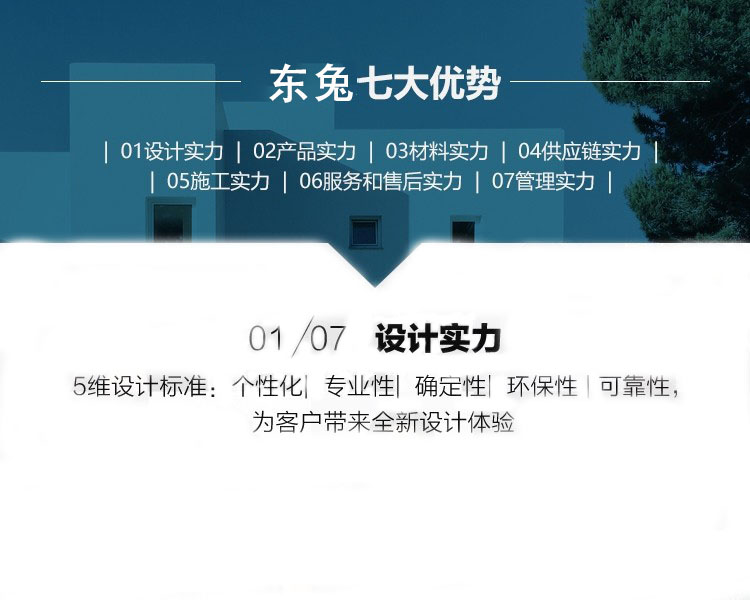 东兔七大优势
| 01设计实力 | 02产品实力 | 03材料实力 | 04供应链实力 |
| 05施工实力 | 06服务和售后实力 | 07管理实力 |
01/07 设计实力
5维设计标准：个性化| 专业性| 确定性| 环保性 | 可靠性，
为客户带来全新设计体验